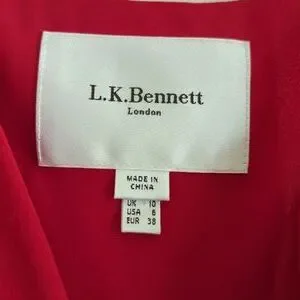 L.K.Bennett
London
MADE IN
CHINA
UK 10
USA 6
EUR 38